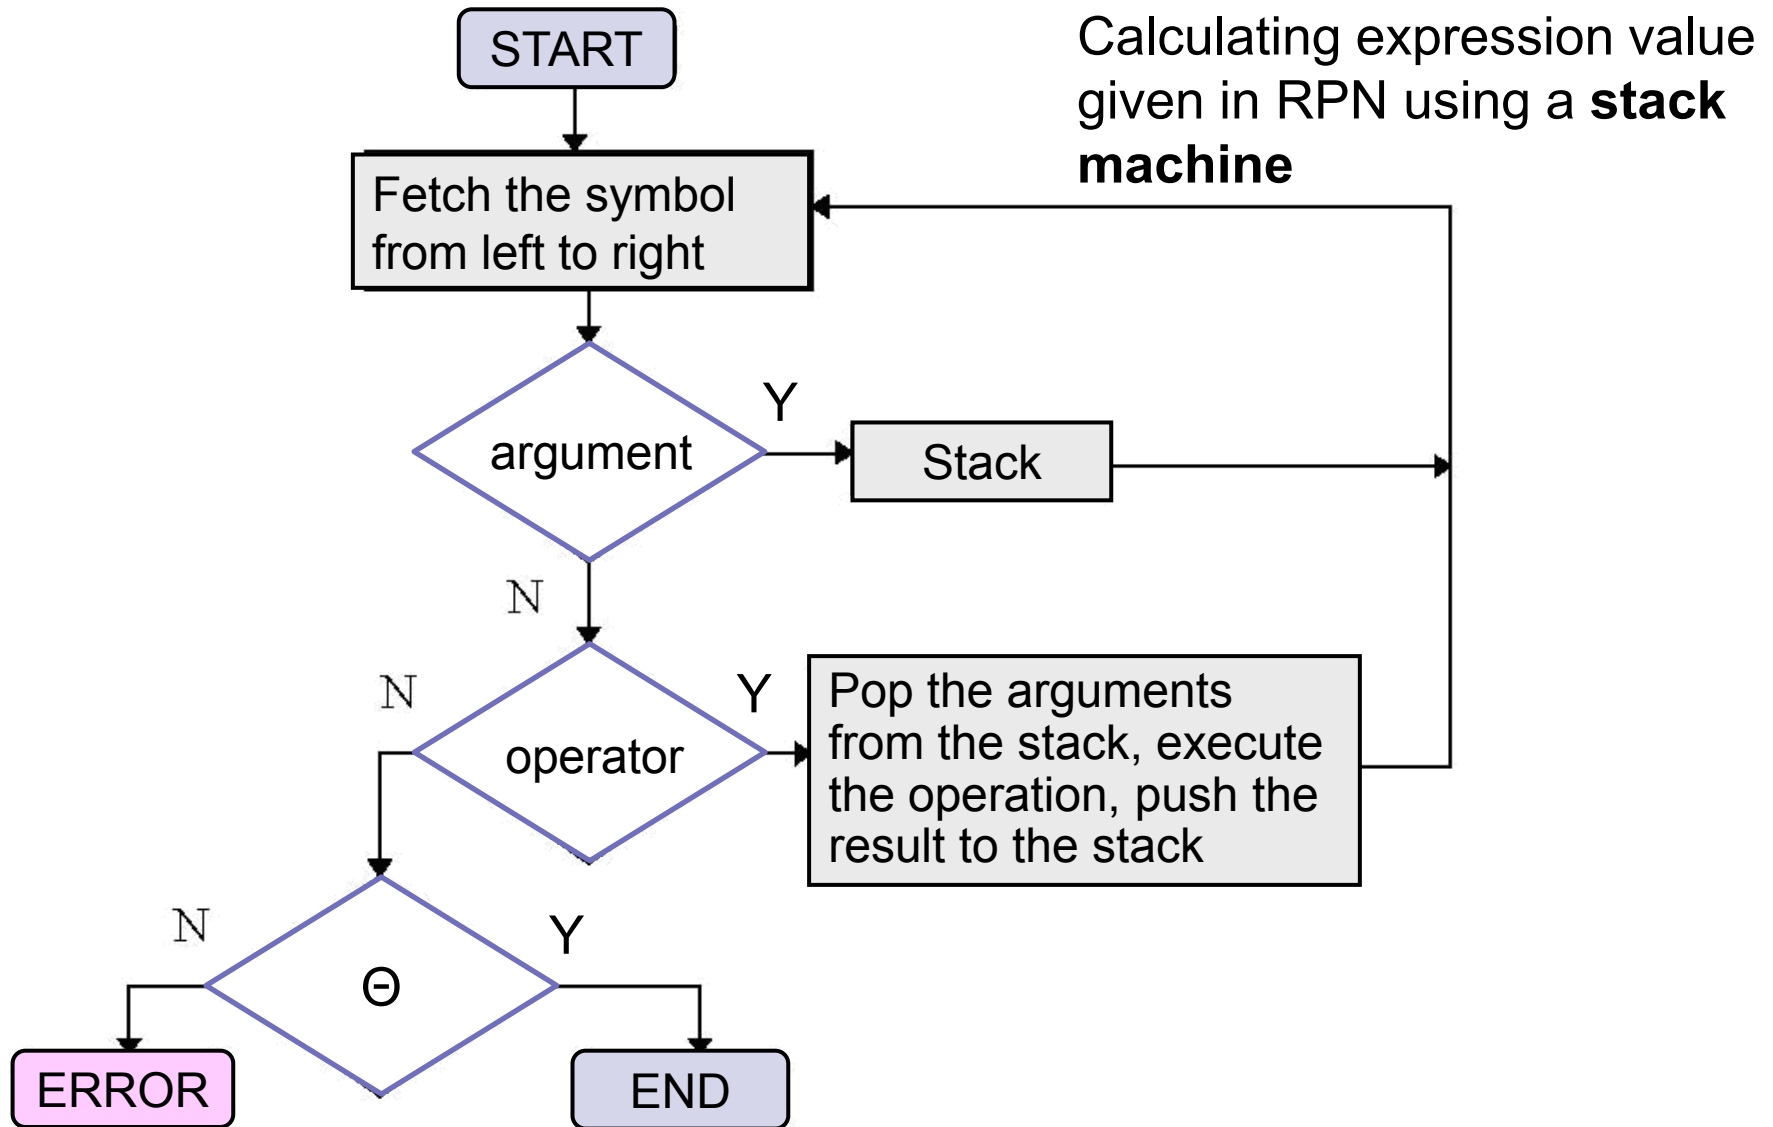 START
Calculating expression value
given in RPN using a stack
machine
Fetch the symbol
from left to right
Y
argument
Stack
N
N
Y
operator
Pop the arguments
from the stack, execute
the operation, push the
result to the stack
N
Y
Θ
ERROR
END